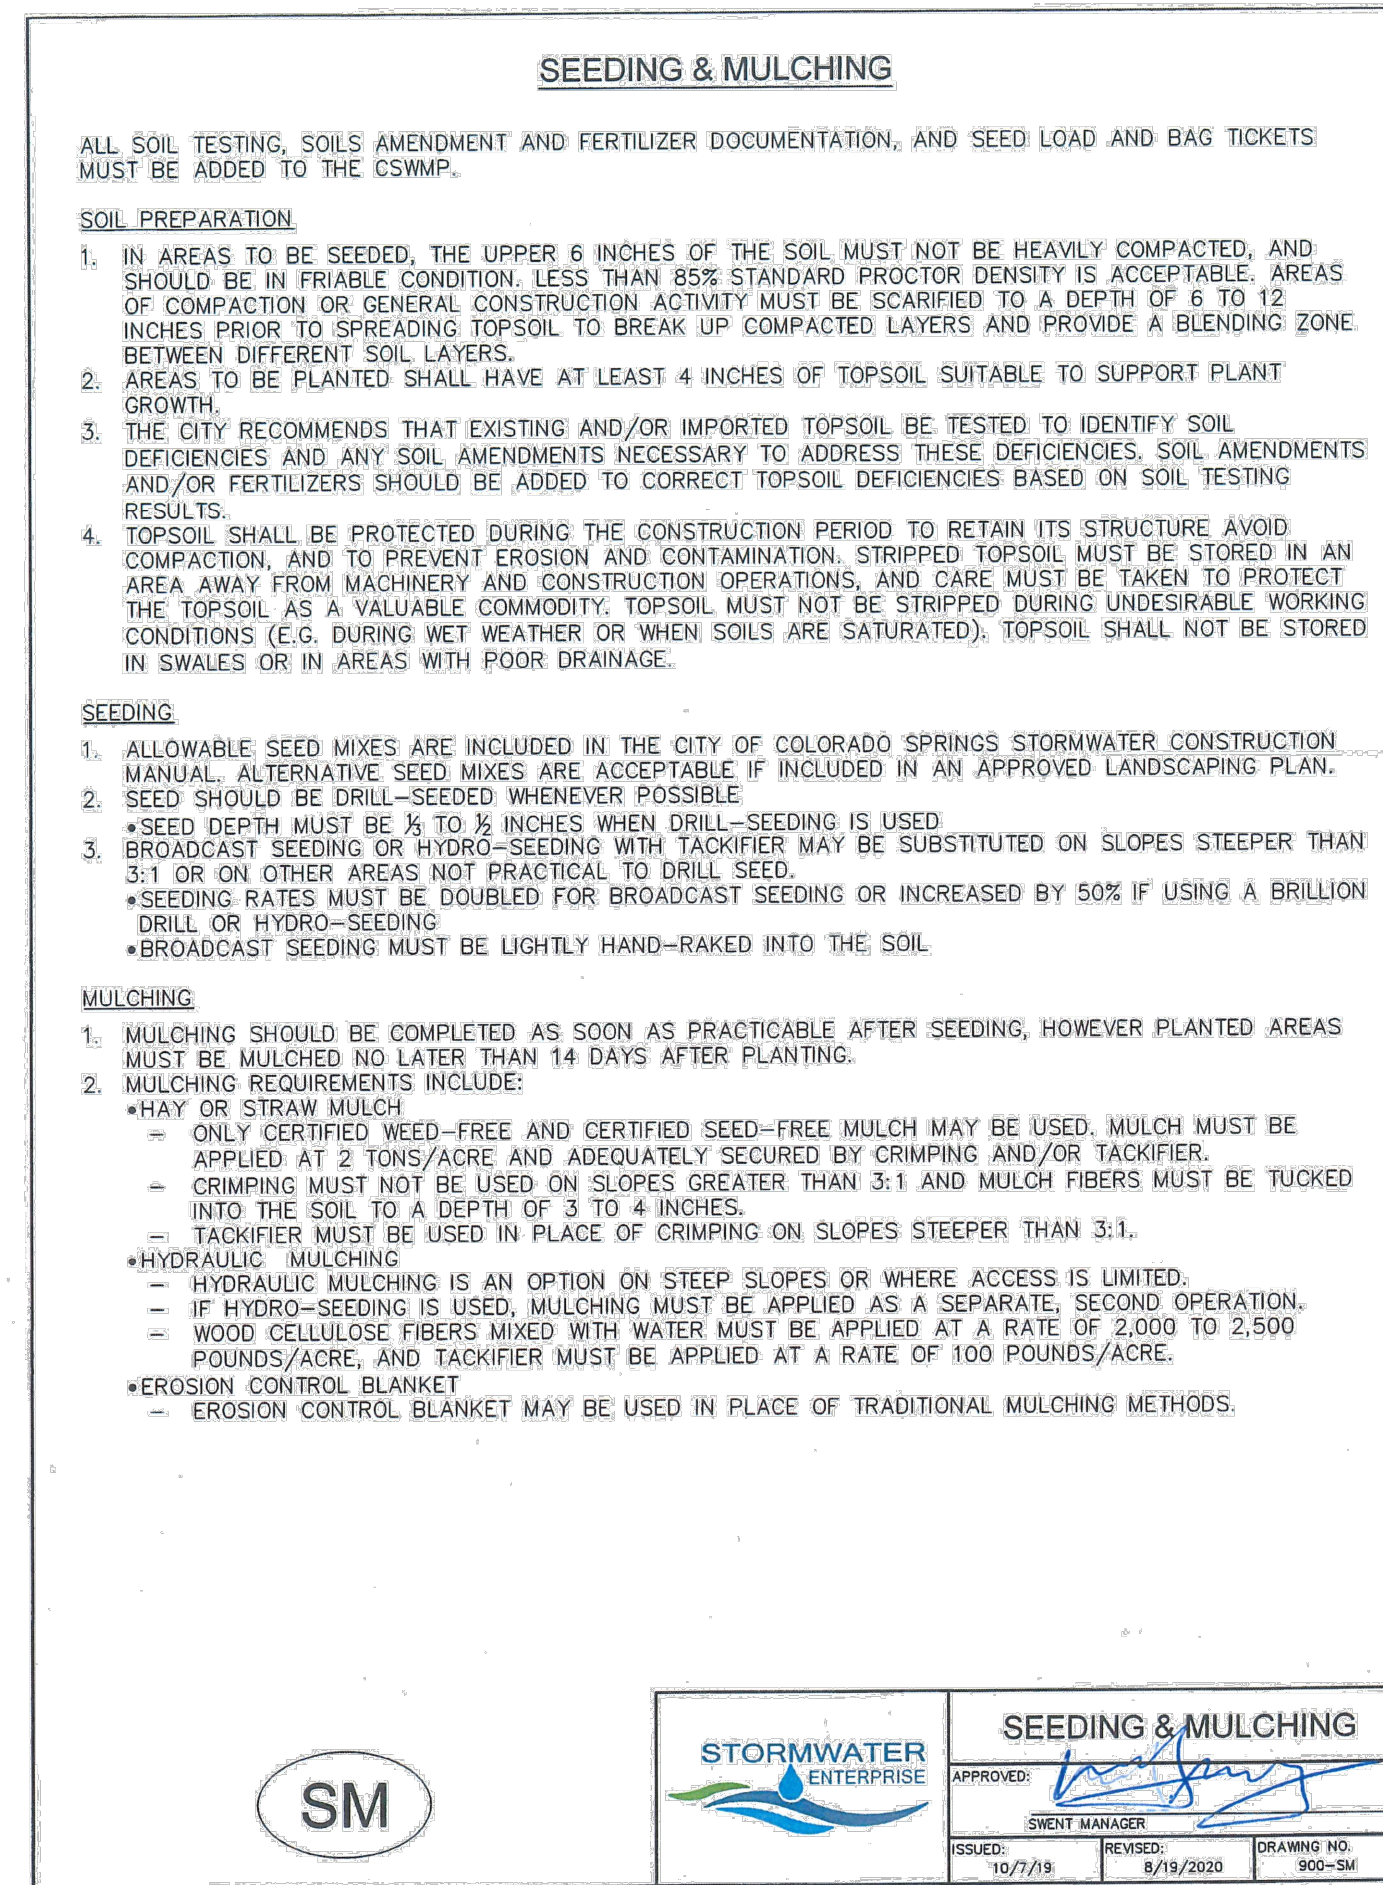 SEEDING & MULCHING
ALL SOIL TESTING, SOILS AMENDMENT AND FERTILIZER DOCUMENTATION, AND SEED LOAD AND BAG TICKETS
MUST BE ADDED TO THE CSWMP.
SOIL PREPARATION
1. IN AREAS TO BE SEEDED, THE UPPER 6 INCHES OF THE SOIL MUST NOT BE HEAVILY COMPACTED, AND
SHOULD BE IN FRIABLE CONDITION. LESS THAN 85% STANDARD PROCTOR DENSITY IS ACCEPTABLE. AREAS
OF COMPACTION OR GENERAL CONSTRUCTION ACTIVITY MUST BE SCARIFIED TO A DEPTH OF 6 TO 12
INCHES PRIOR TO SPREADING TOPSOIL TO BREAK UP COMPACTED LAYERS AND PROVIDE A BLENDING ZONE
BETWEEN DIFFERENT SOIL LAYERS.
2. AREAS TO BE PLANTED SHALL HAVE AT LEAST 4 INCHES OF TOPSOIL SUITABLE TO SUPPORT PLANT
GROWTH.
3. THE CITY RECOMMENDS THAT EXISTING AND/OR IMPORTED TOPSOIL BE TESTED TO IDENTIFY SOIL
DEFICIENCIES AND ANY SOIL AMENDMENTS NECESSARY TO ADDRESS THESE DEFICIENCIES. SOIL AMENDMENTS
AND/OR FERTILIZERS SHOULD BE ADDED TO CORRECT TOPSOIL DEFICIENCIES BASED ON SOIL TESTING
RESULTS.
4. TOPSOIL SHALL BE PROTECTED DURING THE CONSTRUCTION PERIOD TO RETAIN ITS STRUCTURE AVOID
COMPACTION, AND TO PREVENT EROSION AND CONTAMINATION. STRIPPED TOPSOIL MUST BE STORED IN AN
AREA AWAY FROM MACHINERY AND CONSTRUCTION OPERATIONS, AND CARE MUST BE TAKEN TO PROTECT
THE TOPSOIL AS A VALUABLE COMMODITY. TOPSOIL MUST NOT BE STRIPPED DURING UNDESIRABLE WORKING
CONDITIONS (E.G. DURING WET WEATHER OR WHEN SOILS ARE SATURATED). TOPSOIL SHALL NOT BE STORED
IN SWALES OR IN AREAS WITH POOR DRAINAGE.
SEEDING
1. ALLOWABLE SEED MIXES ARE INCLUDED IN THE CITY OF COLORADO SPRINGS STORMWATER CONSTRUCTION
MANUAL. ALTERNATIVE SEED MIXES ARE ACCEPTABLE IF INCLUDED IN AN APPROVED LANDSCAPING PLAN.
2. SEED SHOULD BE DRILL-SEEDED WHENEVER POSSIBLE
•SEED DEPTH MUST BE ⅓ TO ½ INCHES WHEN DRILL-SEEDING IS USED
3. BROADCAST SEEDING OR HYDRO-SEEDING WITH TACKIFIER MAY BE SUBSTITUTED ON SLOPES STEEPER THAN
3:1 OR ON OTHER AREAS NOT PRACTICAL TO DRILL SEED.
•SEEDING RATES MUST BE DOUBLED FOR BROADCAST SEEDING OR INCREASED BY 50% IF USING A BRILLION
DRILL OR HYDRO-SEEDING
•BROADCAST SEEDING MUST BE LIGHTLY HAND-RAKED INTO THE SOIL
MULCHING
1. MULCHING SHOULD BE COMPLETED AS SOON AS PRACTICABLE AFTER SEEDING, HOWEVER PLANTED AREAS
MUST BE MULCHED NO LATER THAN 14 DAYS AFTER PLANTING.
2. MULCHING REQUIREMENTS INCLUDE:
•HAY OR STRAW MULCH
- ONLY CERTIFIED WEED-FREE AND CERTIFIED SEED-FREE MULCH MAY BE USED. MULCH MUST BE
APPLIED AT 2 TONS/ACRE AND ADEQUATELY SECURED BY CRIMPING AND/OR TACKIFIER.
- CRIMPING MUST NOT BE USED ON SLOPES GREATER THAN 3:1 AND MULCH FIBERS MUST BE TUCKED
INTO THE SOIL TO A DEPTH OF 3 TO 4 INCHES.
- TACKIFIER MUST BE USED IN PLACE OF CRIMPING ON SLOPES STEEPER THAN 3:1.
•HYDRAULIC MULCHING
- HYDRAULIC MULCHING IS AN OPTION ON STEEP SLOPES OR WHERE ACCESS IS LIMITED.
- IF HYDRO-SEEDING IS USED, MULCHING MUST BE APPLIED AS A SEPARATE, SECOND OPERATION.
- WOOD CELLULOSE FIBERS MIXED WITH WATER MUST BE APPLIED AT A RATE OF 2,000 TO 2,500
POUNDS/ACRE, AND TACKIFIER MUST BE APPLIED AT A RATE OF 100 POUNDS/ACRE.
•EROSION CONTROL BLANKET
- EROSION CONTROL BLANKET MAY BE USED IN PLACE OF TRADITIONAL MULCHING METHODS.
SM
STORMWATER
ENTERPRISE
SEEDING & MULCHING
APPROVED:
SWENT MANAGER
ISSUED:
10/7/19
REVISED:
8/19/2020
DRAWING NO.
900-SM